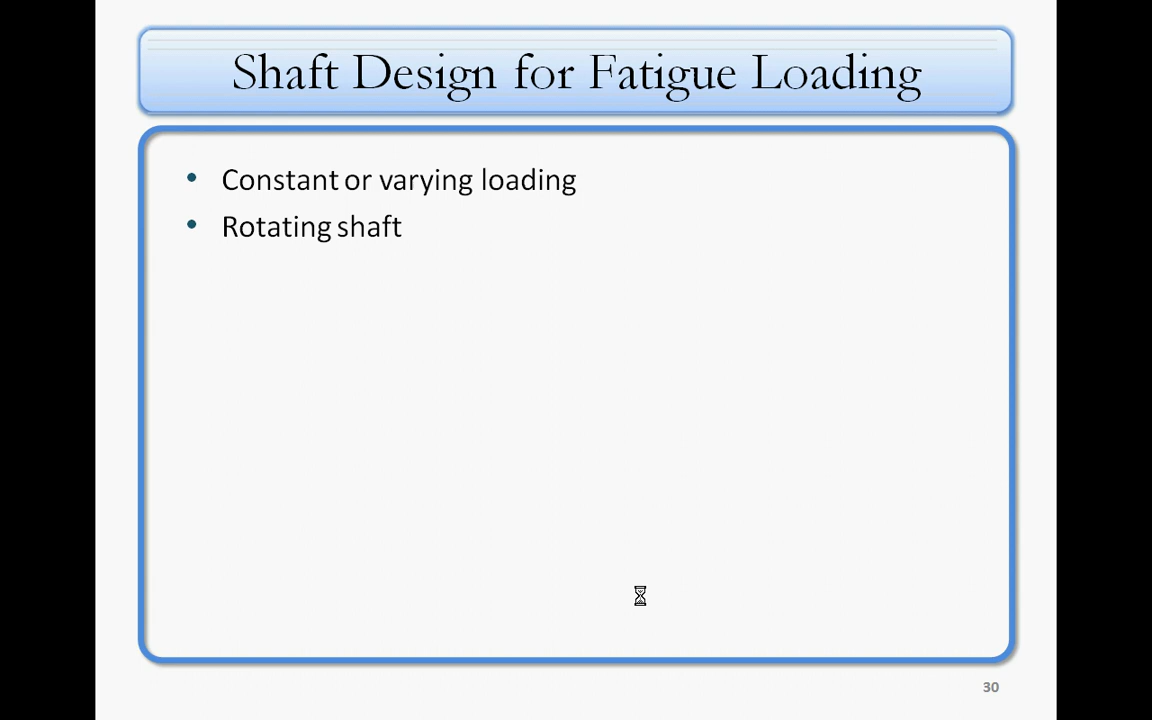 Shaft Design for Fatigue Loading
• Constant or varying loading
• Rotating shaft
30